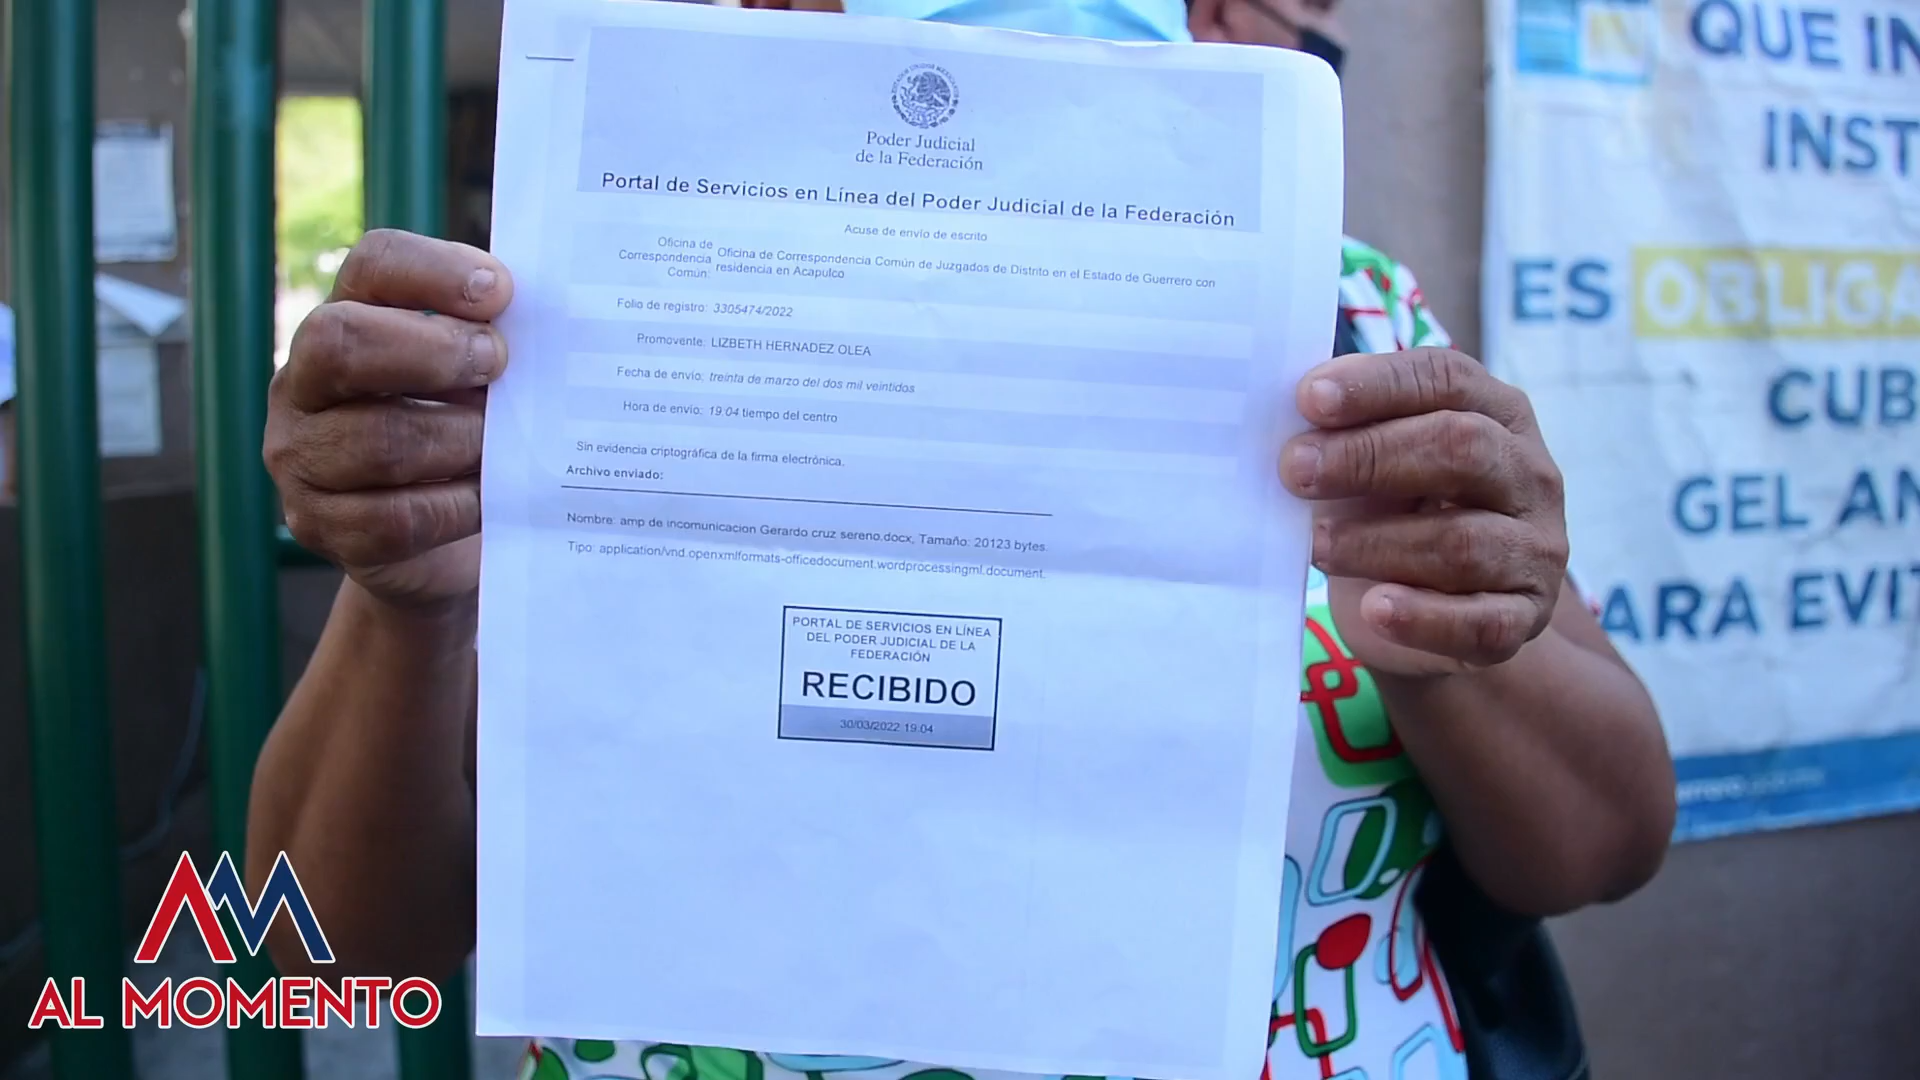 Poder Judicial
de la Federación
Portal de Servicios en Línea del Poder Judicial de la Federación
Acuse de envío de escrito
Oficina de
Correspondencia
Común:
Oficina de Correspondencia Común de Juzgados de Distrito en el Estado de Guerrero con
residencia en Acapulco
Folio de registro: 3305474/2022
Promovente: LIZBETH HERNADEZ OLEA
Fecha de envío: treinta de marzo del dos mil veintidos
Hora de envío: 19:04 tiempo del centro
Sin evidencia criptográfica de la firma electrónica.
Archivo enviado:
Nombre: amp de incomunicacion Gerardo cruz sereno.docx, Tamaño: 20123 bytes.
Tipo: application/vnd.openxmlformats-officedocument.wordprocessingml.document.
PORTAL DE SERVICIOS EN LÍNEA
DEL PODER JUDICIAL DE LA
FEDERACIÓN
RECIBIDO
30/03/2022 19:04
QUE IN
INST
ES OBLIGA
CUB
GEL AN
ARA EVIT
AL MOMENTO